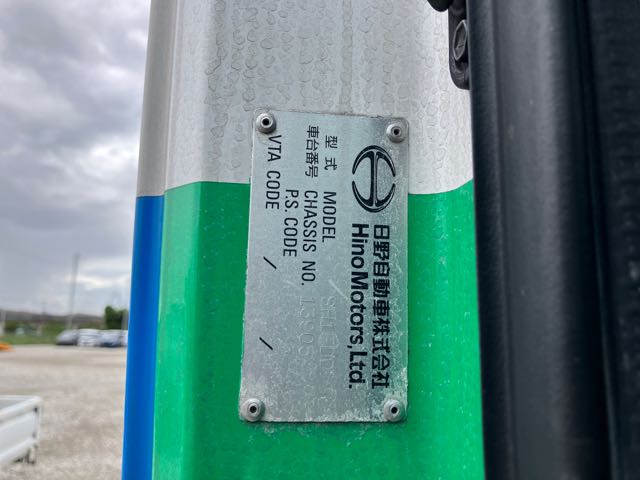 日野自動車株式会社
Hino Motors, Ltd.
型式 MODEL
車台番号 CHASSIS NO.
P.S. CODE /
VTA CODE /